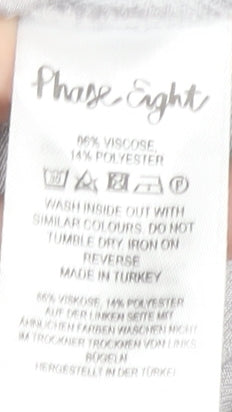 Phase Eight
86% VISCOSE,
14% POLYESTER
WASH INSIDE OUT WITH
SIMILAR COLOURS. DO NOT
TUMBLE DRY. IRON ON
REVERSE
MADE IN TURKEY
86% VISKOSE, 14% POLYESTER
AUF DER LINKEN SEITE MIT
ÄHNLICHEN FARBEN WASCHEN NICHT
IM TROCKNER TROCKNEN VON LINKS
BÜGELN
HERGESTELLT IN DER TÜRKEI